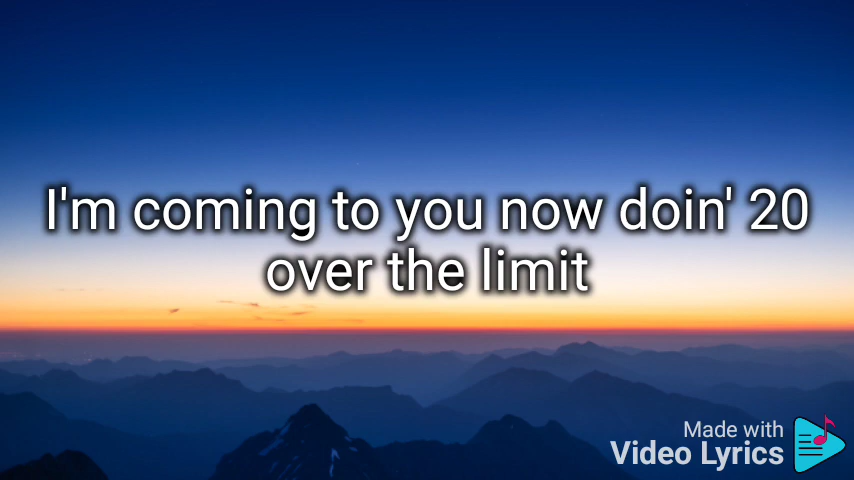 I'm coming to you now doin' 20
over the limit
Made with
Video Lyrics